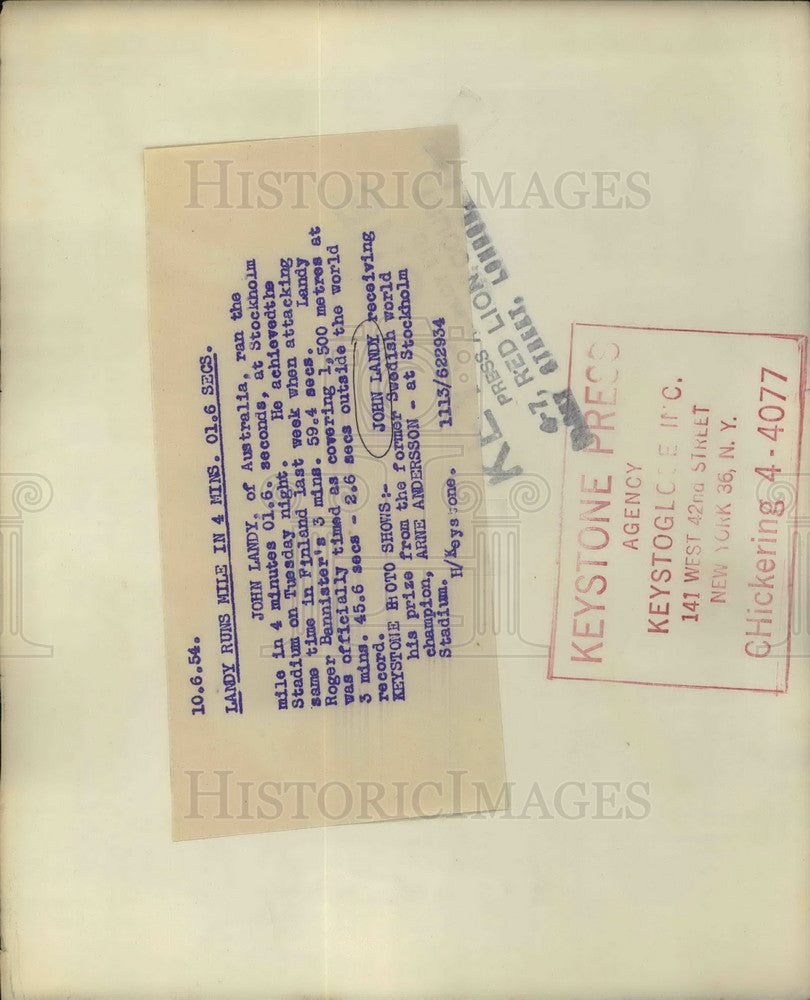 10.6.54.
LANDY RUNS MILE IN 4 MINS. 01.6 SECS.
JOHN LANDY, of Australia, ran the
mile in 4 minutes 01.6. seconds, at Stockholm
Stadium on Tuesday night. He achievedthe
same time in Finland last week when attacking
Roger Bannister's 3 mins. 59.4 secs. Landy
was officially timed as covering 1,500 metres at
3 mins. 45.6 secs - 2.6 secs outside the world
record.
KEYSTONE PHOTO SHOWS:- JOHN LANDY receiving
his prize from the former Swedish world
champion, ARNE ANDERSSON - at Stockholm
Stadium.
H/Keystone. 1113/622934
PRESS
RED LION
STREET, LONDON
KEYSTONE PRESS
AGENCY
KEYSTOGLOBE INC.
141 WEST 42nd STREET
NEW YORK 36, N.Y.
CHickering 4-4077
HISTORICIMAGES
HISTORICIMAGES